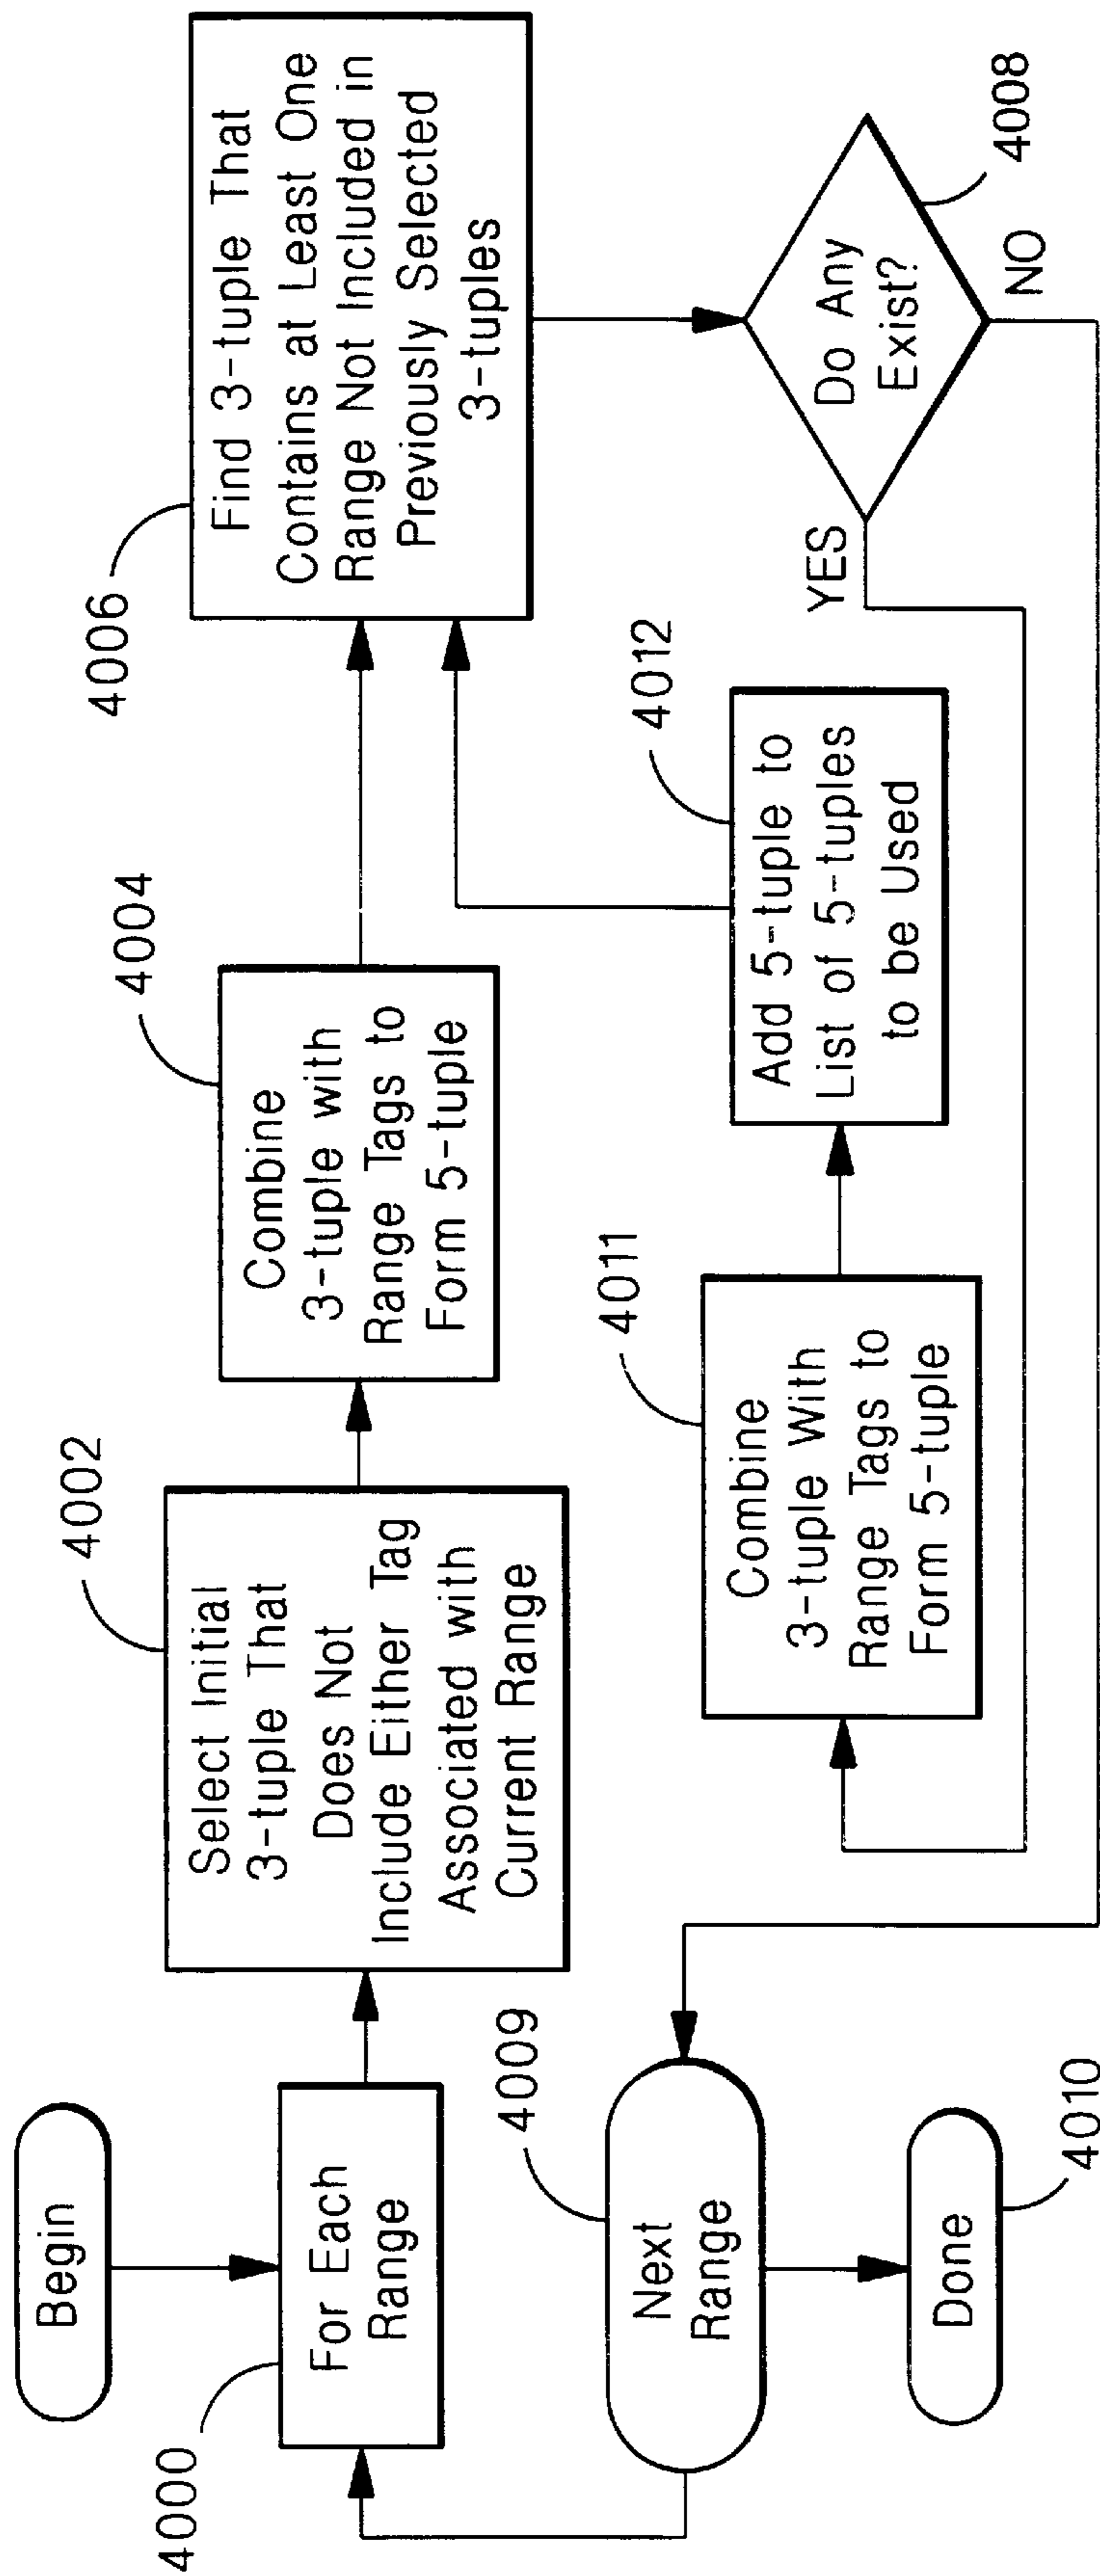 Begin
4000
For Each
Range
4002
Select Initial
3-tuple That
Does Not
Include Either Tag
Associated with
Current Range
4004
Combine
3-tuple with
Range Tags to
Form 5-tuple
4006
Find 3-tuple That
Contains at Least One
Range Not Included in
Previously Selected
3-tuples
4008
Do Any
Exist?
YES
NO
4011
Combine
3-tuple With
Range Tags to
Form 5-tuple
4012
Add 5-tuple to
List of 5-tuples
to be Used
4009
Next
Range
4010
Done